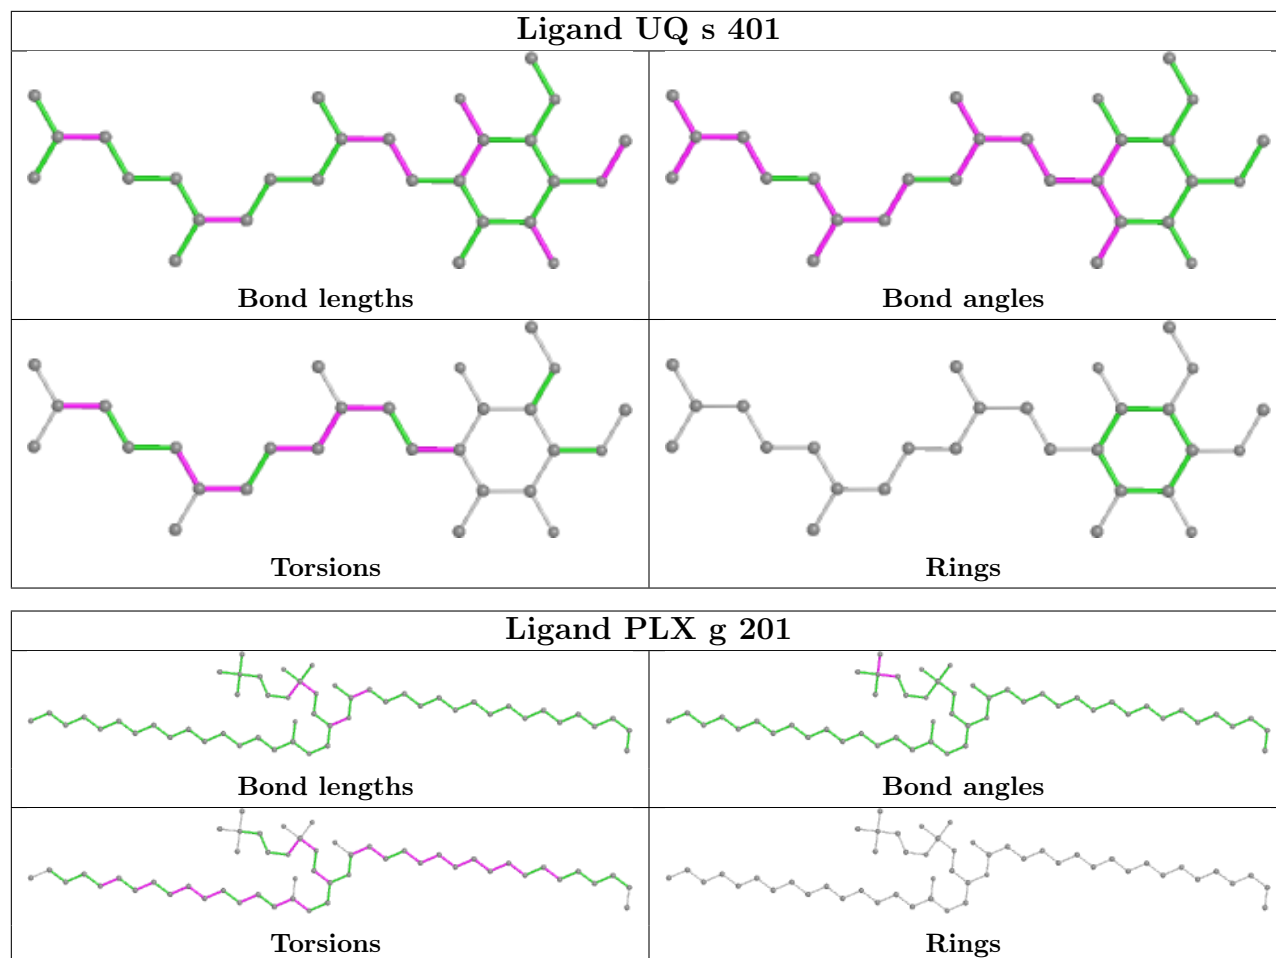 Ligand UQ s 401
Bond lengths
Bond angles
Torsions
Rings
Ligand PLX g 201
Bond lengths
Bond angles
Torsions
Rings